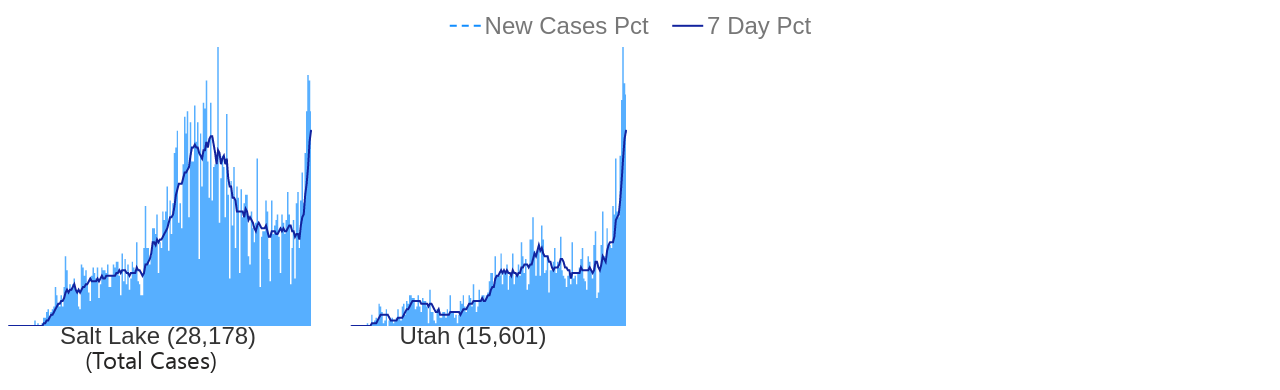 New Cases Pct 7 Day Pct
Salt Lake (28,178) Utah (15,601)
(Total Cases)